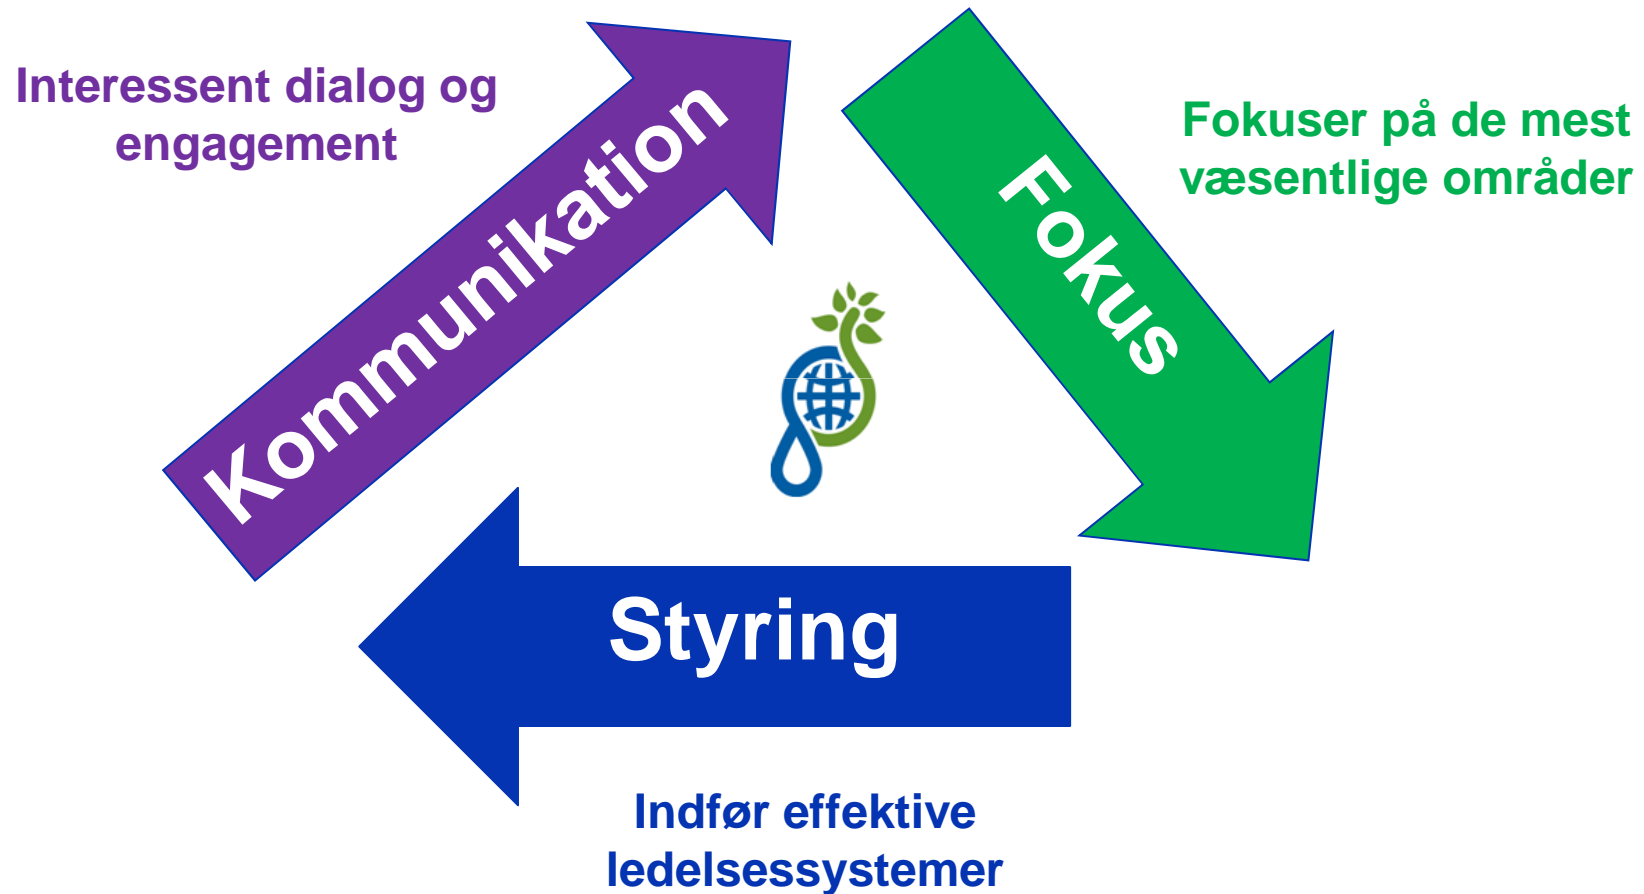 Interessent dialog og
engagement
Kommunikation
Fokus
Fokuser på de mest
væsentlige områder
Styring
Indfør effektive
ledelsessystemer